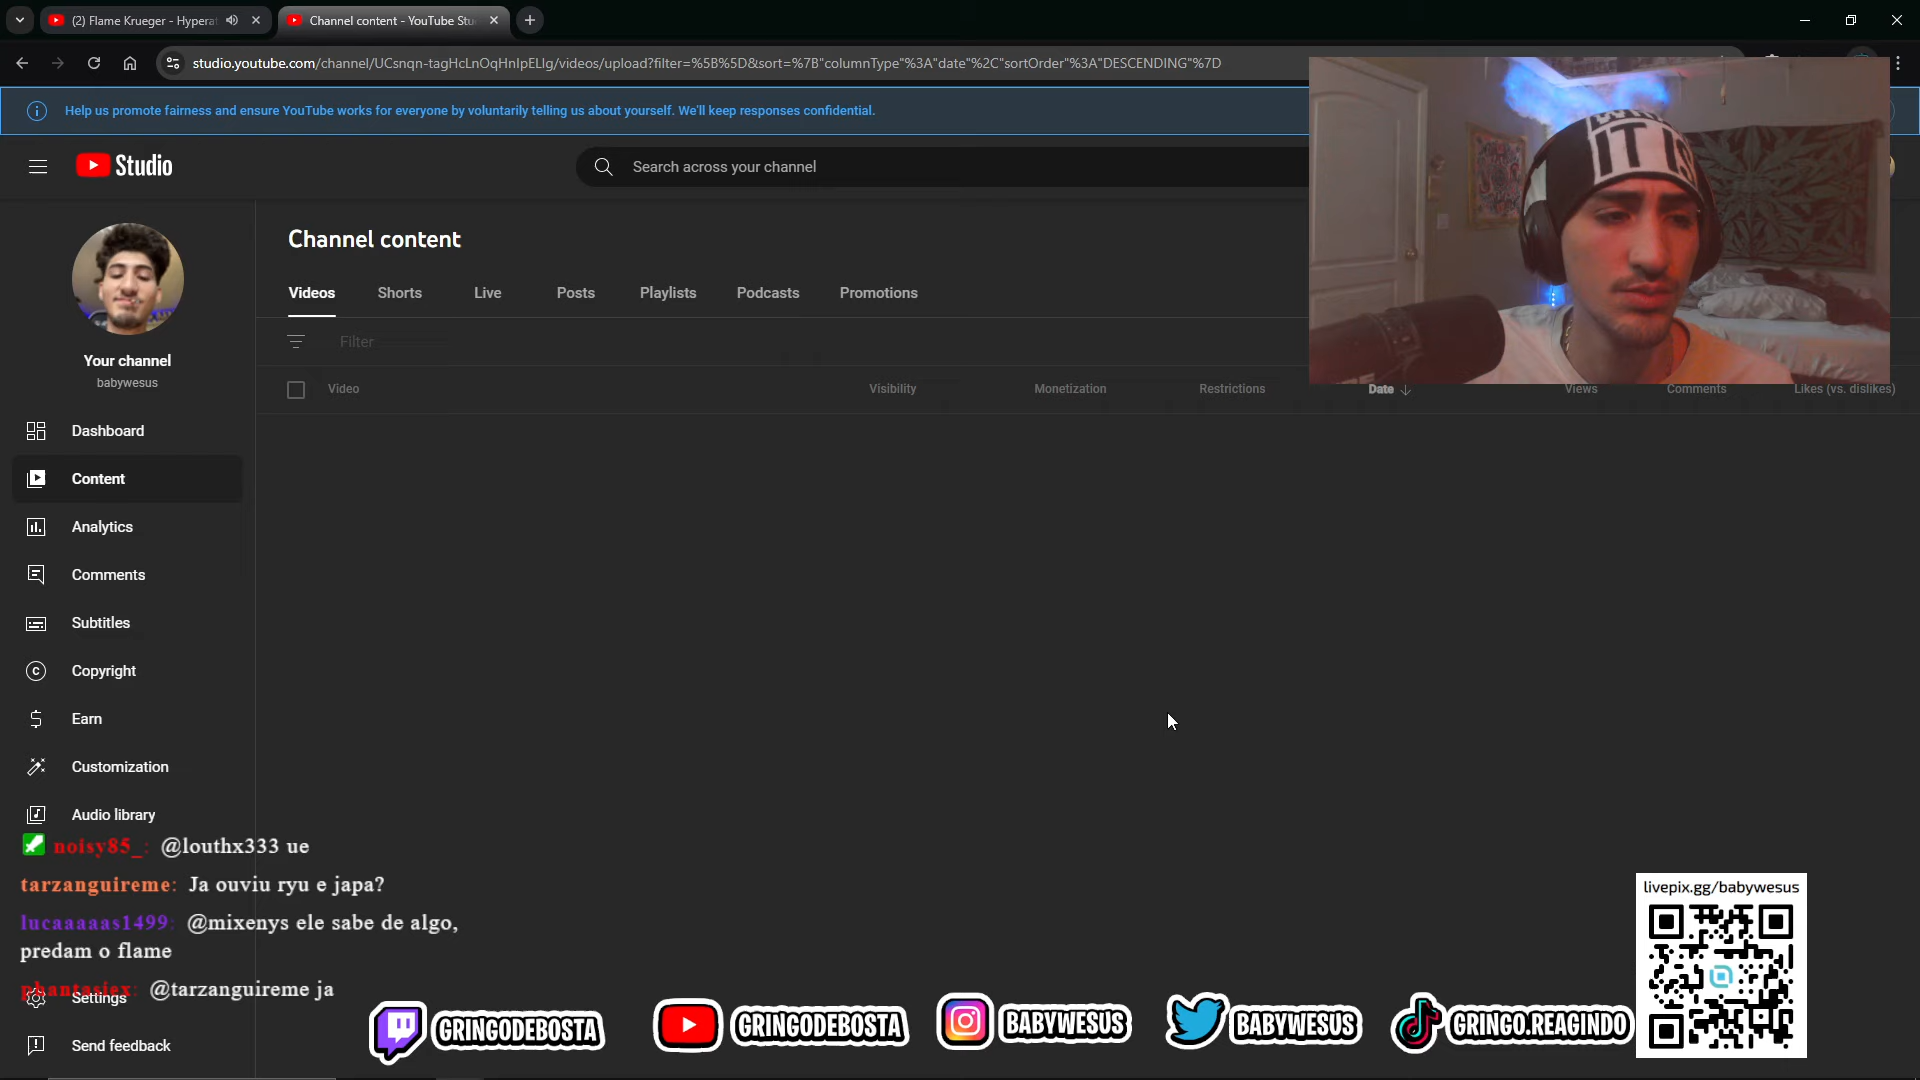 (2) Flame Krueger - Hyperat
Channel content - YouTube Stu
studio.youtube.com/channel/UCsnqn-tagHcLnOqHnIpELIg/videos/upload?filter=%5B%5D&sort=%7B"columnType"%3A"date"%2C"sortOrder"%3A"DESCENDING"%7D
Help us promote fairness and ensure YouTube works for everyone by voluntarily telling us about yourself. We'll keep responses confidential.
Studio
Search across your channel
IT IS
Channel content
Videos
Shorts
Live
Posts
Playlists
Podcasts
Promotions
Filter
Video
Visibility
Monetization
Restrictions
Date
Views
Comments
Likes (vs. dislikes)
Your channel
babywesus
Dashboard
Content
Analytics
Comments
Subtitles
Copyright
Earn
Customization
Audio library
noisy85_: @louthx333 ue
tarzanguireme: Ja ouviu ryu e japa?
lucaaaaas1499: @mixenys ele sabe de algo,
predam o flame
phantasiex: @tarzanguireme ja
Settings
Send feedback
GRINGODEBOSTA
GRINGODEBOSTA
BABYWESUS
BABYWESUS
GRINGO.REAGINDO
livepix.gg/babywesus